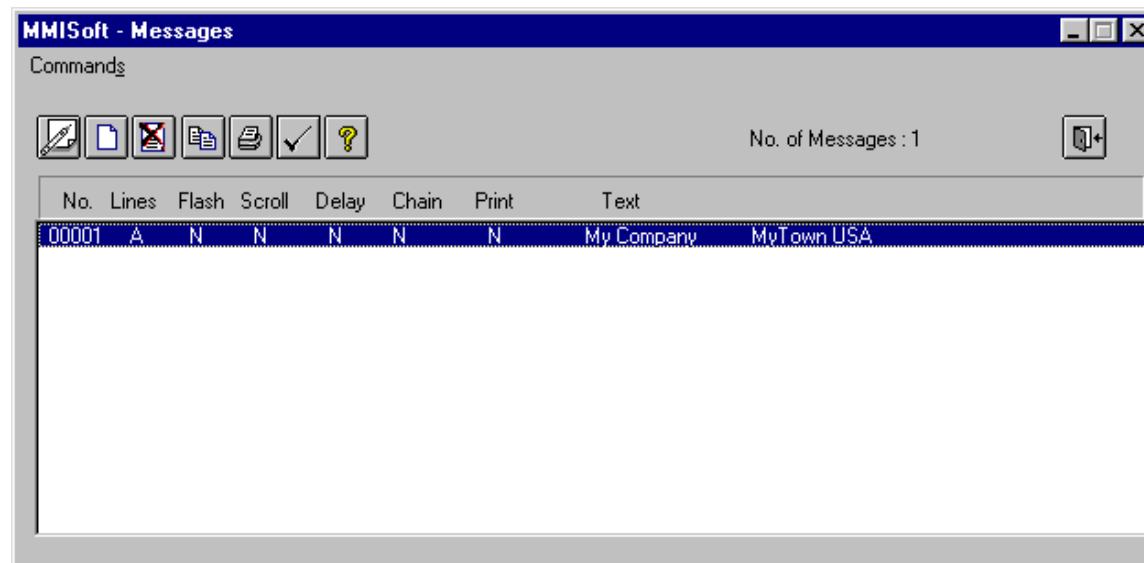 MMISoft - Messages
Commands
No. of Messages : 1
No. Lines Flash Scroll Delay Chain Print Text
00001 A N N N N N My Company MyTown USA